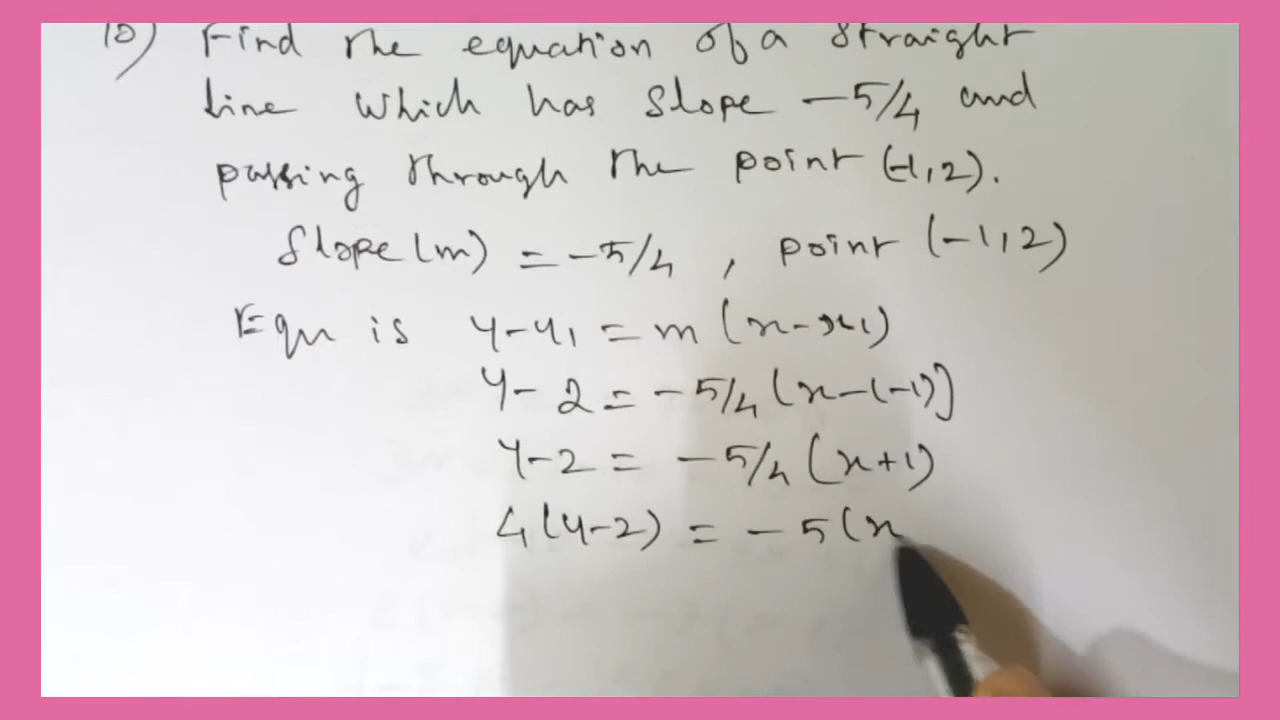 10) Find the equation of a straight
line which has slope -5/4 and
passing through the point (-1,2).
Slope(m) = -5/4 , point (-1,2)
Equ is y-y1 = m(x-x1)
y-2 = -5/4 (x-(-1)]
y-2 = -5/4 (x+1)
4(y-2) = -5(x